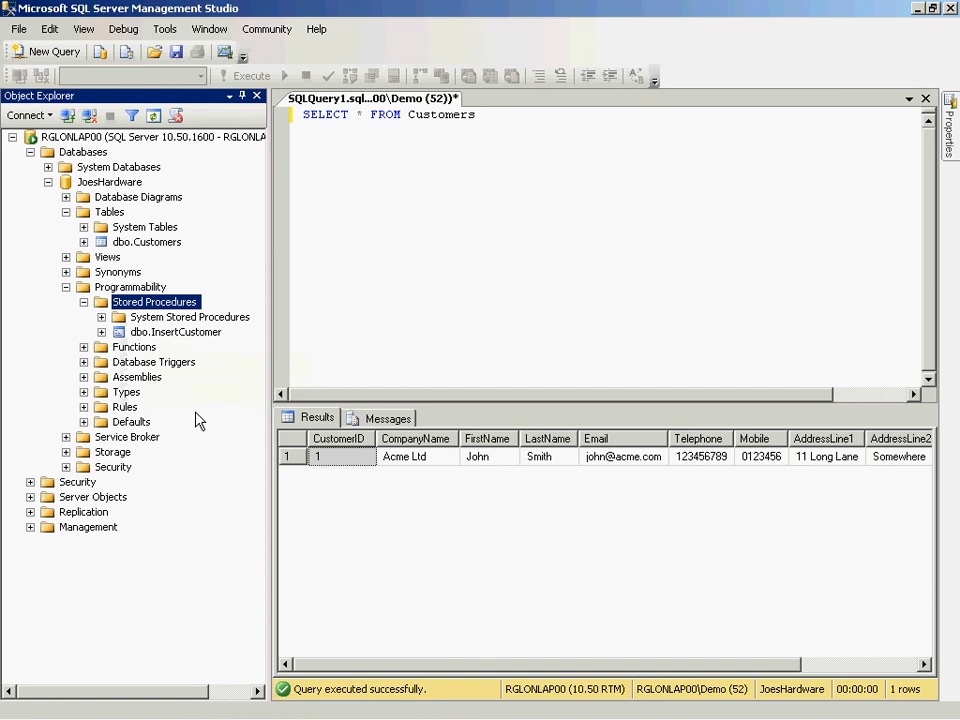 Microsoft SQL Server Management Studio
File Edit View Debug Tools Window Community Help
New Query
Execute
Object Explorer
Connect
RGLONLAP00 (SQL Server 10.50.1600 - RGLONLA
Databases
System Databases
JoesHardware
Database Diagrams
Tables
System Tables
dbo.Customers
Views
Synonyms
Programmability
Stored Procedures
System Stored Procedures
dbo.InsertCustomer
Functions
Database Triggers
Assemblies
Types
Rules
Defaults
Service Broker
Storage
Security
Security
Server Objects
Replication
Management
SQLQuery1.sql...00\Demo (52))*
SELECT * FROM Customers
Properties
Results Messages
CustomerID CompanyName FirstName LastName Email Telephone Mobile AddressLine1 AddressLine2
1 1 Acme Ltd John Smith john@acme.com 123456789 0123456 11 Long Lane Somewhere
Query executed successfully. RGLONLAP00 (10.50 RTM) RGLONLAP00\Demo (52) JoesHardware 00:00:00 1 rows